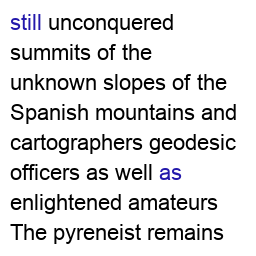 still unconquered
summits of the
unknown slopes of the
Spanish mountains and
cartographers geodesic
officers as well as
enlightened amateurs
The pyreneist remains